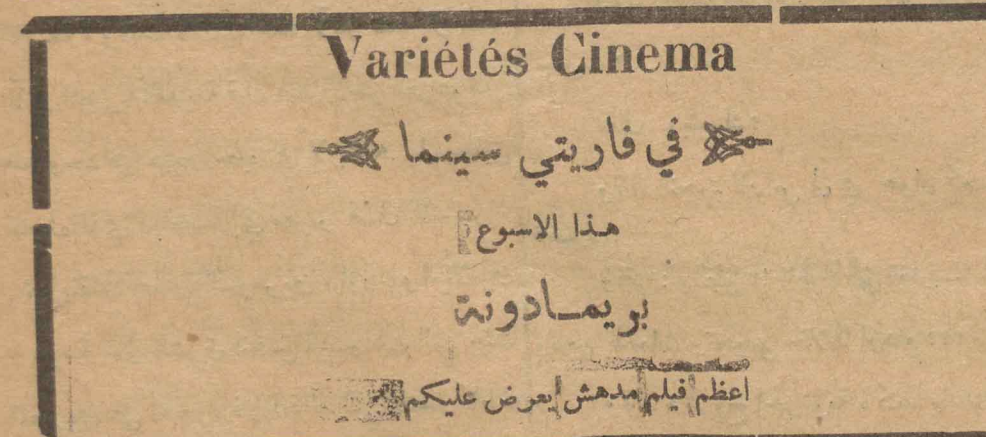 Variétés Cinema
في فاريتي سينما
هذا الاسبوع
بريمادونة
اعظم فيلم مدهش يعرض عليكم